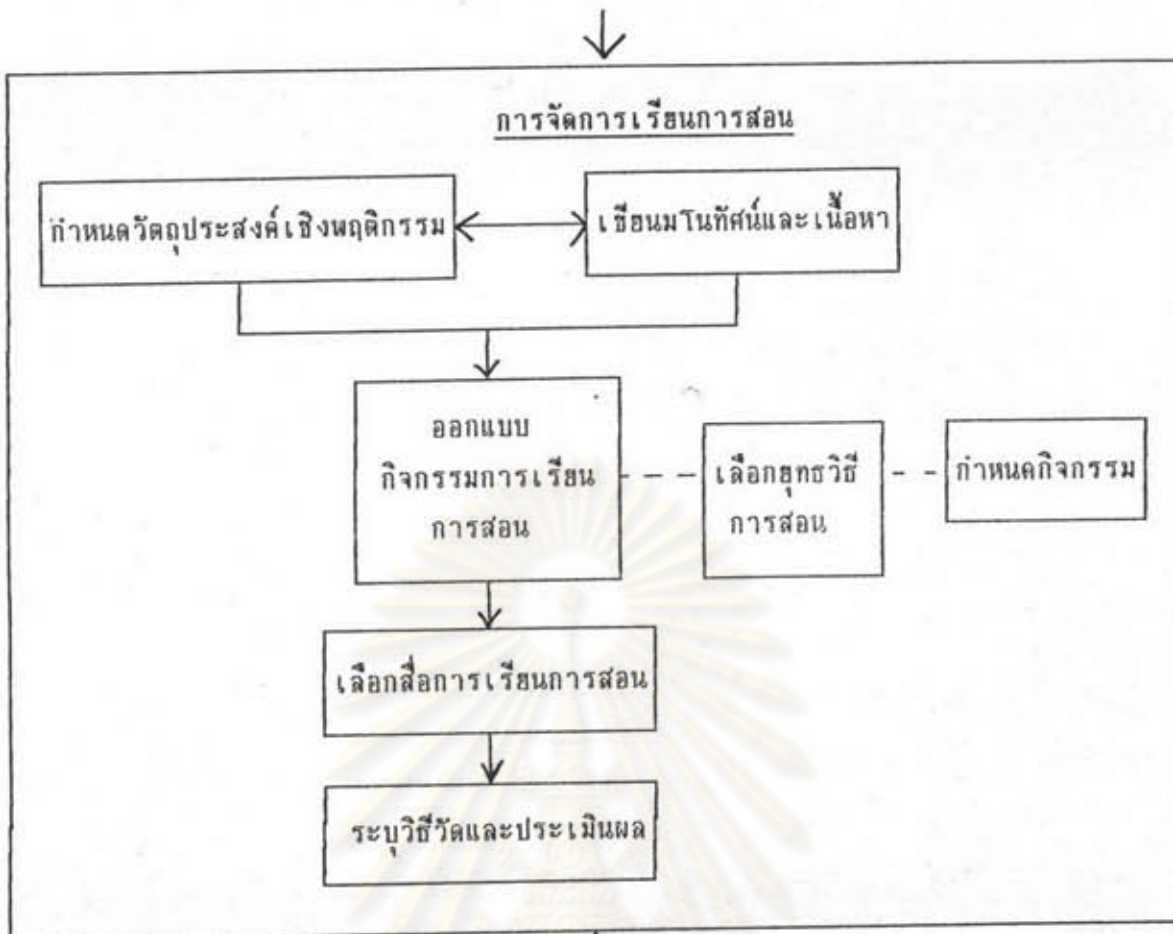 การจัดการเรียนการสอน
กำหนดวัตถุประสงค์เชิงพฤติกรรม
เขียนมโนทัศน์และเนื้อหา
ออกแบบ
กิจกรรมการเรียน
การสอน
เลือกยุทธวิธี
การสอน
กำหนดกิจกรรม
เลือกสื่อการเรียนการสอน
ระบุวิธีวัดและประเมินผล